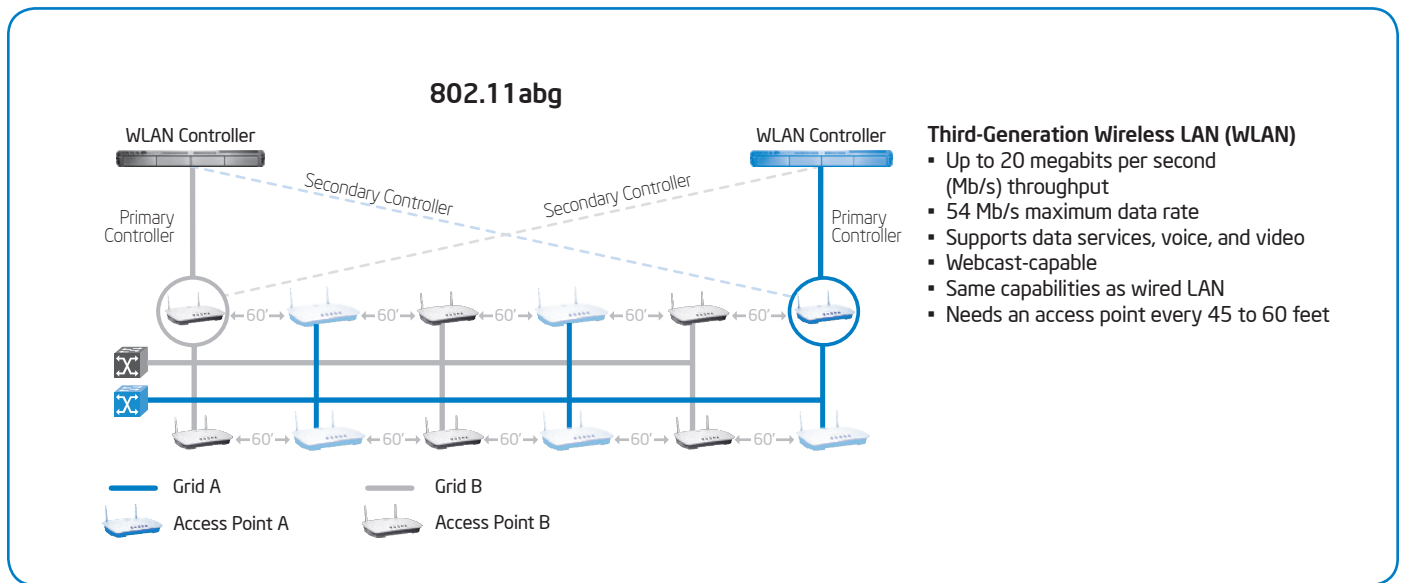 802.11abg
WLAN Controller
WLAN Controller
Secondary Controller
Secondary Controller
Primary
Controller
Primary
Controller
60’ 60’ 60’ 60’ 60’
60’ 60’ 60’ 60’ 60’
Grid A
Grid B
Access Point A
Access Point B
Third-Generation Wireless LAN (WLAN)
▪ Up to 20 megabits per second
(Mb/s) throughput
▪ 54 Mb/s maximum data rate
▪ Supports data services, voice, and video
▪ Webcast-capable
▪ Same capabilities as wired LAN
▪ Needs an access point every 45 to 60 feet